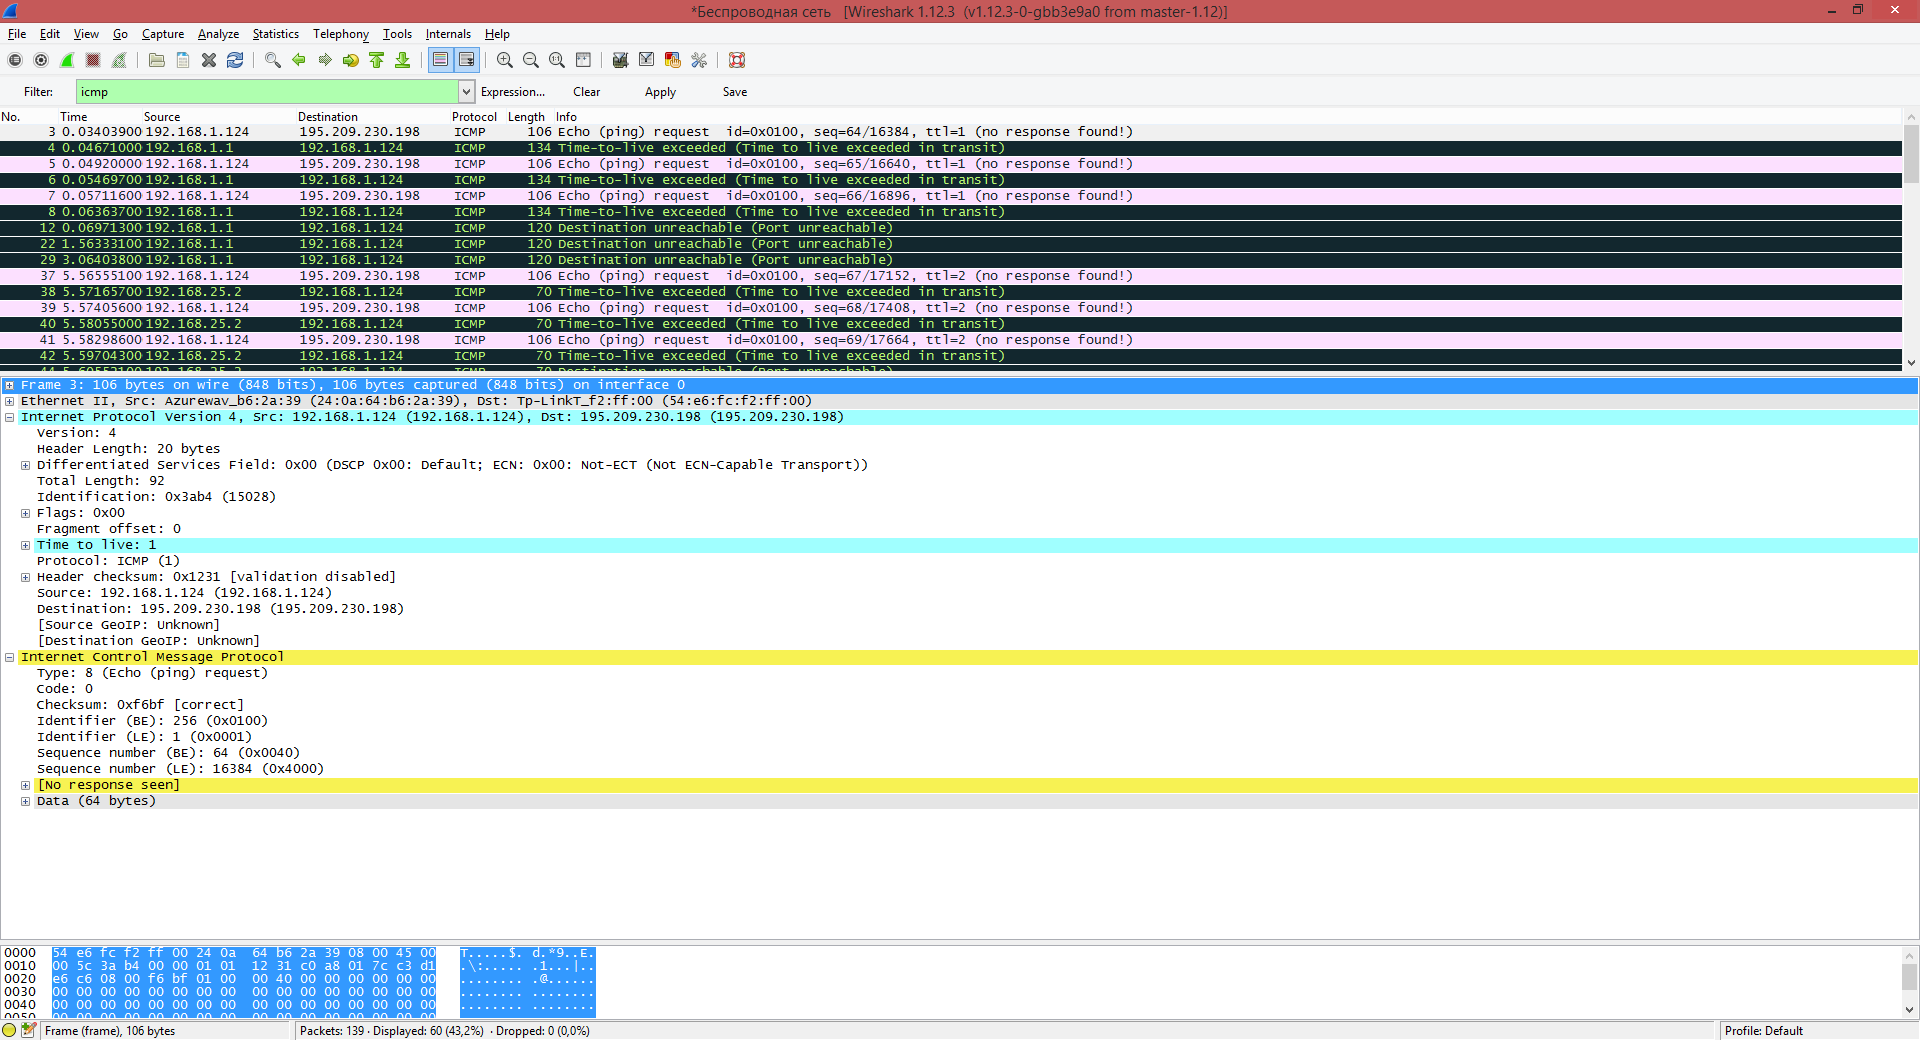 *Беспроводная сеть   [Wireshark 1.12.3  (v1.12.3-0-gbb3e9a0 from master-1.12)]
File Edit View Go Capture Analyze Statistics Telephony Tools Internals Help
Filter: icmp Expression... Clear Apply Save
No. Time Source Destination Protocol Length Info
3 0.03403900 192.168.1.124 195.209.230.198 ICMP 106 Echo (ping) request  id=0x0100, seq=64/16384, ttl=1 (no response found!)
4 0.04671000 192.168.1.1 192.168.1.124 ICMP 134 Time-to-live exceeded (Time to live exceeded in transit)
5 0.04920000 192.168.1.124 195.209.230.198 ICMP 106 Echo (ping) request  id=0x0100, seq=65/16640, ttl=1 (no response found!)
6 0.05469700 192.168.1.1 192.168.1.124 ICMP 134 Time-to-live exceeded (Time to live exceeded in transit)
7 0.05711600 192.168.1.124 195.209.230.198 ICMP 106 Echo (ping) request  id=0x0100, seq=66/16896, ttl=1 (no response found!)
8 0.06363700 192.168.1.1 192.168.1.124 ICMP 134 Time-to-live exceeded (Time to live exceeded in transit)
12 0.06971300 192.168.1.1 192.168.1.124 ICMP 120 Destination unreachable (Port unreachable)
22 1.56333100 192.168.1.1 192.168.1.124 ICMP 120 Destination unreachable (Port unreachable)
29 3.06403800 192.168.1.1 192.168.1.124 ICMP 120 Destination unreachable (Port unreachable)
37 5.56555100 192.168.1.124 195.209.230.198 ICMP 106 Echo (ping) request  id=0x0100, seq=67/17152, ttl=2 (no response found!)
38 5.57165700 192.168.25.2 192.168.1.124 ICMP 70 Time-to-live exceeded (Time to live exceeded in transit)
39 5.57405600 192.168.1.124 195.209.230.198 ICMP 106 Echo (ping) request  id=0x0100, seq=68/17408, ttl=2 (no response found!)
40 5.58055000 192.168.25.2 192.168.1.124 ICMP 70 Time-to-live exceeded (Time to live exceeded in transit)
41 5.58298600 192.168.1.124 195.209.230.198 ICMP 106 Echo (ping) request  id=0x0100, seq=69/17664, ttl=2 (no response found!)
42 5.59704300 192.168.25.2 192.168.1.124 ICMP 70 Time-to-live exceeded (Time to live exceeded in transit)
Frame 3: 106 bytes on wire (848 bits), 106 bytes captured (848 bits) on interface 0
Ethernet II, Src: Azurewav_b6:2a:39 (24:0a:64:b6:2a:39), Dst: Tp-LinkT_f2:ff:00 (54:e6:fc:f2:ff:00)
Internet Protocol Version 4, Src: 192.168.1.124 (192.168.1.124), Dst: 195.209.230.198 (195.209.230.198)
Version: 4
Header Length: 20 bytes
Differentiated Services Field: 0x00 (DSCP 0x00: Default; ECN: 0x00: Not-ECT (Not ECN-Capable Transport))
Total Length: 92
Identification: 0x3ab4 (15028)
Flags: 0x00
Fragment offset: 0
Time to live: 1
Protocol: ICMP (1)
Header checksum: 0x1231 [validation disabled]
Source: 192.168.1.124 (192.168.1.124)
Destination: 195.209.230.198 (195.209.230.198)
[Source GeoIP: Unknown]
[Destination GeoIP: Unknown]
Internet Control Message Protocol
Type: 8 (Echo (ping) request)
Code: 0
Checksum: 0xf6bf [correct]
Identifier (BE): 256 (0x0100)
Identifier (LE): 1 (0x0001)
Sequence number (BE): 64 (0x0040)
Sequence number (LE): 16384 (0x4000)
[No response seen]
Data (64 bytes)
0000 54 e6 fc f2 ff 00 24 0a  64 b6 2a 39 08 00 45 00 T.....$. d.*9..E.
0010 00 5c 3a b4 00 00 01 01  12 31 c0 a8 01 7c c3 d1 .\:..... .1...|..
0020 e6 c6 08 00 f6 bf 01 00  00 40 00 00 00 00 00 00 ........ .@......
0030 00 00 00 00 00 00 00 00  00 00 00 00 00 00 00 00 ........ ........
0040 00 00 00 00 00 00 00 00  00 00 00 00 00 00 00 00 ........ ........
0050 00 00 00 00 00 00 00 00  00 00 00 00 00 00 00 00
Frame (frame), 106 bytes Packets: 139 · Displayed: 60 (43,2%)  · Dropped: 0 (0,0%) Profile: Default